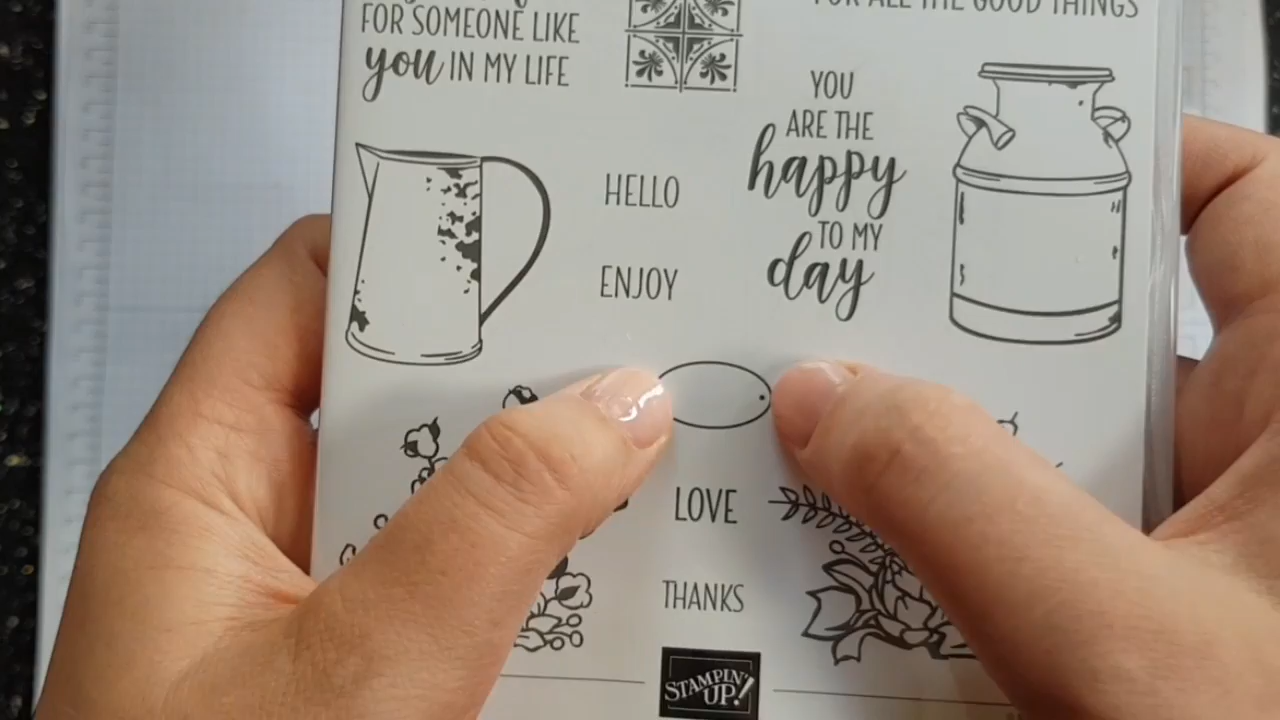 FOR SOMEONE LIKE
you IN MY LIFE
FOR ALL THE GOOD THINGS
YOU
ARE THE
happy
TO MY
day
HELLO
ENJOY
LOVE
THANKS
STAMPIN'
UP!